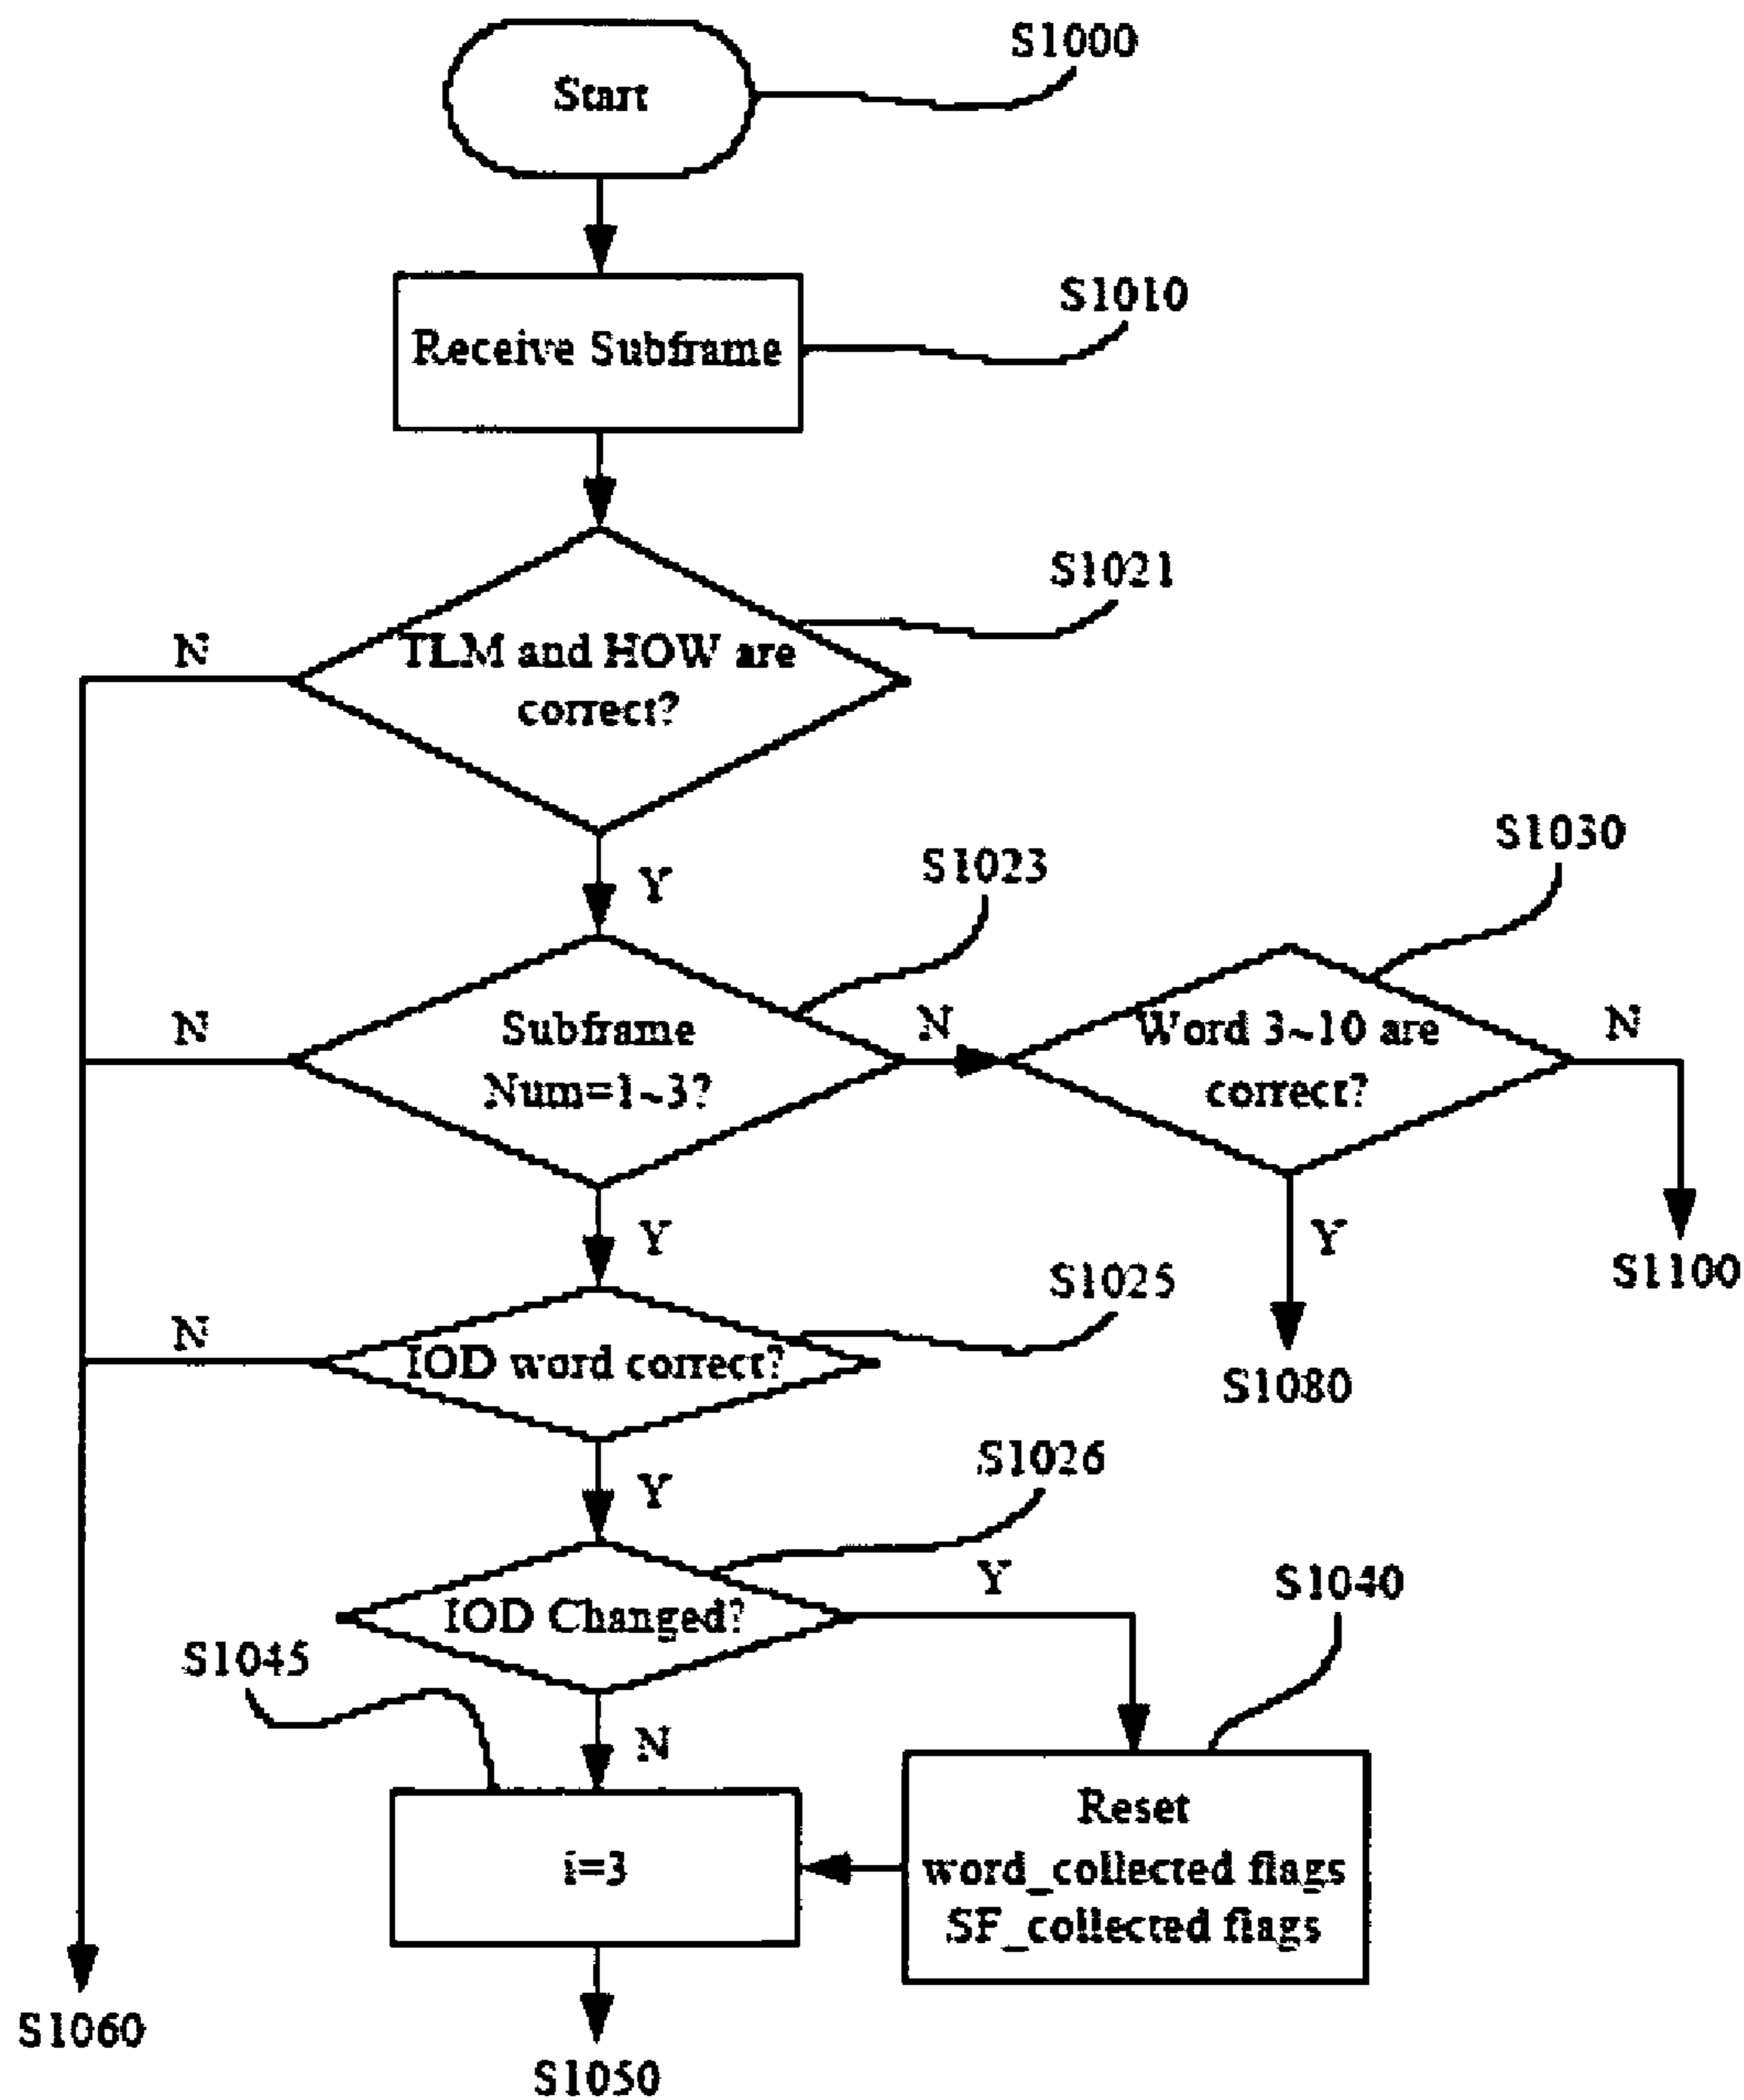 S1000
Start
S1010
Receive Subframe
S1021
N
TLM and HOW are
correct?
Y
S1023
S1030
N
Subframe
Num=1~3?
N
Word 3~10 are
correct?
N
Y
Y
S1100
S1025
N
IOD word correct?
S1080
S1026
Y
Y
S1040
IOD Changed?
S1045
N
Reset
word_collected flags
SF_collected flags
i=3
S1060
S1050